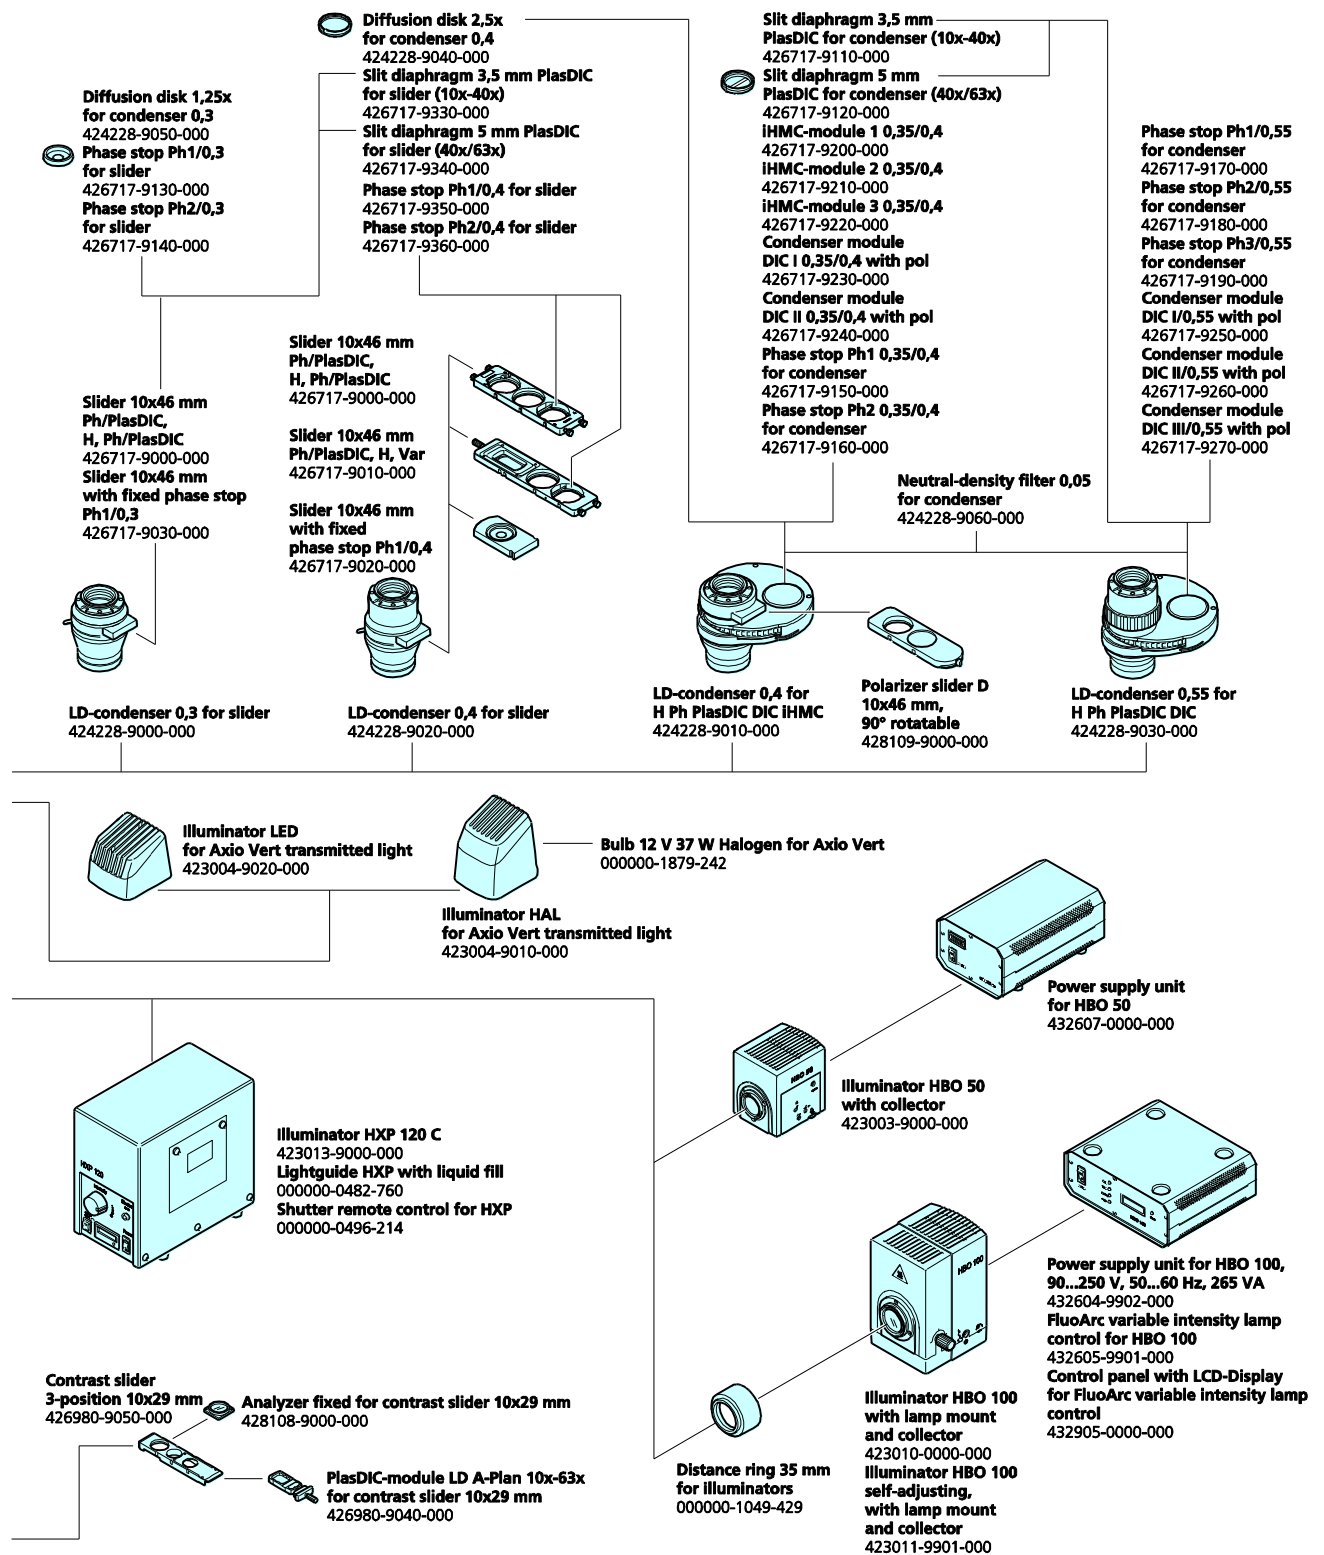 Diffusion disk 2,5x
for condenser 0,4
424228-9040-000
Slit diaphragm 3,5 mm PlasDIC
for slider (10x-40x)
426717-9330-000
Slit diaphragm 5 mm PlasDIC
for slider (40x/63x)
426717-9340-000
Phase stop Ph1/0,4 for slider
426717-9350-000
Phase stop Ph2/0,4 for slider
426717-9360-000
Diffusion disk 1,25x
for condenser 0,3
424228-9050-000
Phase stop Ph1/0,3
for slider
426717-9130-000
Phase stop Ph2/0,3
for slider
426717-9140-000
Slit diaphragm 3,5 mm
PlasDIC for condenser (10x-40x)
426717-9110-000
Slit diaphragm 5 mm
PlasDIC for condenser (40x/63x)
426717-9120-000
iHMC-module 1 0,35/0,4
426717-9200-000
iHMC-module 2 0,35/0,4
426717-9210-000
iHMC-module 3 0,35/0,4
426717-9220-000
Condenser module
DIC I 0,35/0,4 with pol
426717-9230-000
Condenser module
DIC II 0,35/0,4 with pol
426717-9240-000
Phase stop Ph1 0,35/0,4
for condenser
426717-9150-000
Phase stop Ph2 0,35/0,4
for condenser
426717-9160-000
Phase stop Ph1/0,55
for condenser
426717-9170-000
Phase stop Ph2/0,55
for condenser
426717-9180-000
Phase stop Ph3/0,55
for condenser
426717-9190-000
Condenser module
DIC I/0,55 with pol
426717-9250-000
Condenser module
DIC II/0,55 with pol
426717-9260-000
Condenser module
DIC III/0,55 with pol
426717-9270-000
Slider 10x46 mm
Ph/PlasDIC,
H, Ph/PlasDIC
426717-9000-000
Slider 10x46 mm
with fixed phase stop
Ph1/0,3
426717-9030-000
Slider 10x46 mm
Ph/PlasDIC,
H, Ph/PlasDIC
426717-9000-000
Slider 10x46 mm
Ph/PlasDIC, H, Var
426717-9010-000
Slider 10x46 mm
with fixed
phase stop Ph1/0,4
426717-9020-000
Neutral-density filter 0,05
for condenser
424228-9060-000
LD-condenser 0,3 for slider
424228-9000-000
LD-condenser 0,4 for slider
424228-9020-000
LD-condenser 0,4 for
H Ph PlasDIC DIC iHMC
424228-9010-000
Polarizer slider D
10x46 mm,
90° rotatable
428109-9000-000
LD-condenser 0,55 for
H Ph PlasDIC DIC
424228-9030-000
Illuminator LED
for Axio Vert transmitted light
423004-9020-000
Illuminator HAL
for Axio Vert transmitted light
423004-9010-000
Bulb 12 V 37 W Halogen for Axio Vert
000000-1879-242
Power supply unit
for HBO 50
432607-0000-000
HBO 50
Illuminator HBO 50
with collector
423003-9000-000
HXP 120
Illuminator HXP 120 C
423013-9000-000
Lightguide HXP with liquid fill
000000-0482-760
Shutter remote control for HXP
000000-0496-214
HBO 100
Power supply unit for HBO 100,
90...250 V, 50...60 Hz, 265 VA
432604-9902-000
FluoArc variable intensity lamp
control for HBO 100
432605-9901-000
Control panel with LCD-Display
for FluoArc variable intensity lamp
control
432905-0000-000
Contrast slider
3-position 10x29 mm
426980-9050-000
Analyzer fixed for contrast slider 10x29 mm
428108-9000-000
PlasDIC-module LD A-Plan 10x-63x
for contrast slider 10x29 mm
426980-9040-000
Distance ring 35 mm
for illuminators
000000-1049-429
Illuminator HBO 100
with lamp mount
and collector
423010-0000-000
Illuminator HBO 100
self-adjusting,
with lamp mount
and collector
423011-9901-000